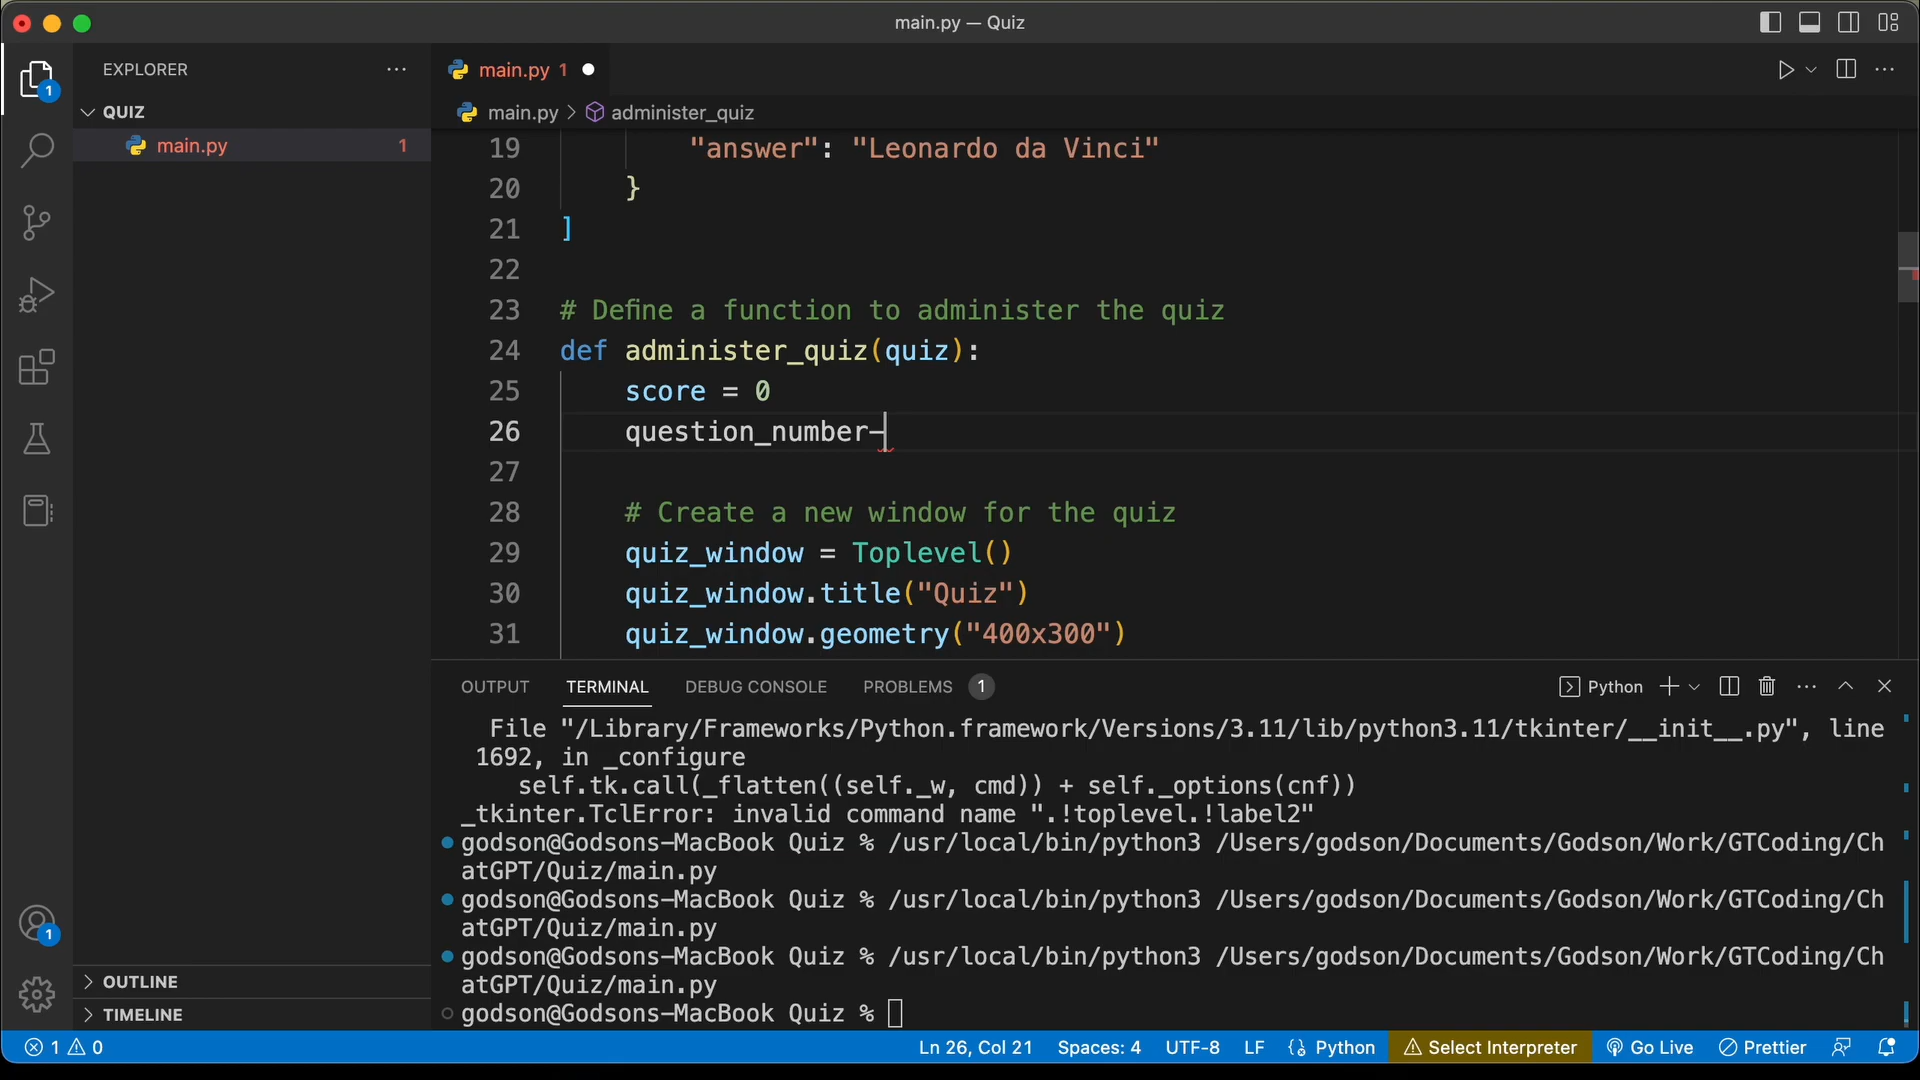 main.py — Quiz
EXPLORER
QUIZ
main.py 1
1
main.py 1
main.py > administer_quiz
19 "answer": "Leonardo da Vinci"
20 }
21 ]
22
23 # Define a function to administer the quiz
24 def administer_quiz(quiz):
25 score = 0
26 question_number-
27
28 # Create a new window for the quiz
29 quiz_window = Toplevel()
30 quiz_window.title("Quiz")
31 quiz_window.geometry("400x300")
OUTPUT TERMINAL DEBUG CONSOLE PROBLEMS 1 Python
File "/Library/Frameworks/Python.framework/Versions/3.11/lib/python3.11/tkinter/__init__.py", line
1692, in _configure
self.tk.call(_flatten((self._w, cmd)) + self._options(cnf))
_tkinter.TclError: invalid command name ".!toplevel.!label2"
godson@Godsons-MacBook Quiz % /usr/local/bin/python3 /Users/godson/Documents/Godson/Work/GTCoding/Ch
atGPT/Quiz/main.py
godson@Godsons-MacBook Quiz % /usr/local/bin/python3 /Users/godson/Documents/Godson/Work/GTCoding/Ch
atGPT/Quiz/main.py
godson@Godsons-MacBook Quiz % /usr/local/bin/python3 /Users/godson/Documents/Godson/Work/GTCoding/Ch
atGPT/Quiz/main.py
godson@Godsons-MacBook Quiz %
1
OUTLINE
TIMELINE
1 0 Ln 26, Col 21 Spaces: 4 UTF-8 LF Python Select Interpreter Go Live Prettier